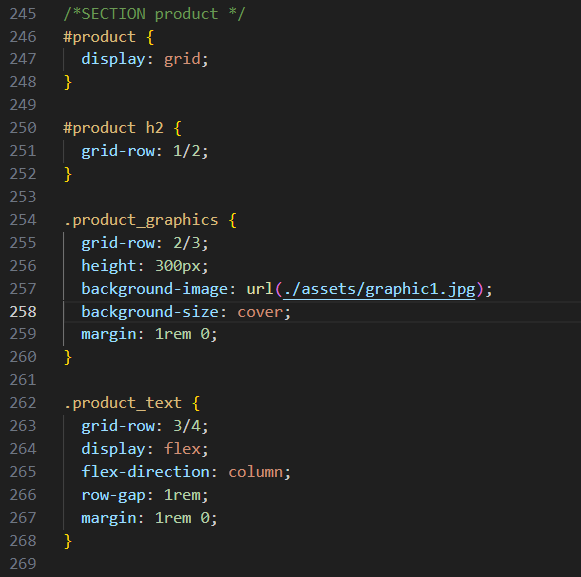 245 /*SECTION product */
246 #product {
247   display: grid;
248 }
249
250 #product h2 {
251   grid-row: 1/2;
252 }
253
254 .product_graphics {
255   grid-row: 2/3;
256   height: 300px;
257   background-image: url(./assets/graphic1.jpg);
258   background-size: cover;
259   margin: 1rem 0;
260 }
261
262 .product_text {
263   grid-row: 3/4;
264   display: flex;
265   flex-direction: column;
266   row-gap: 1rem;
267   margin: 1rem 0;
268 }
269